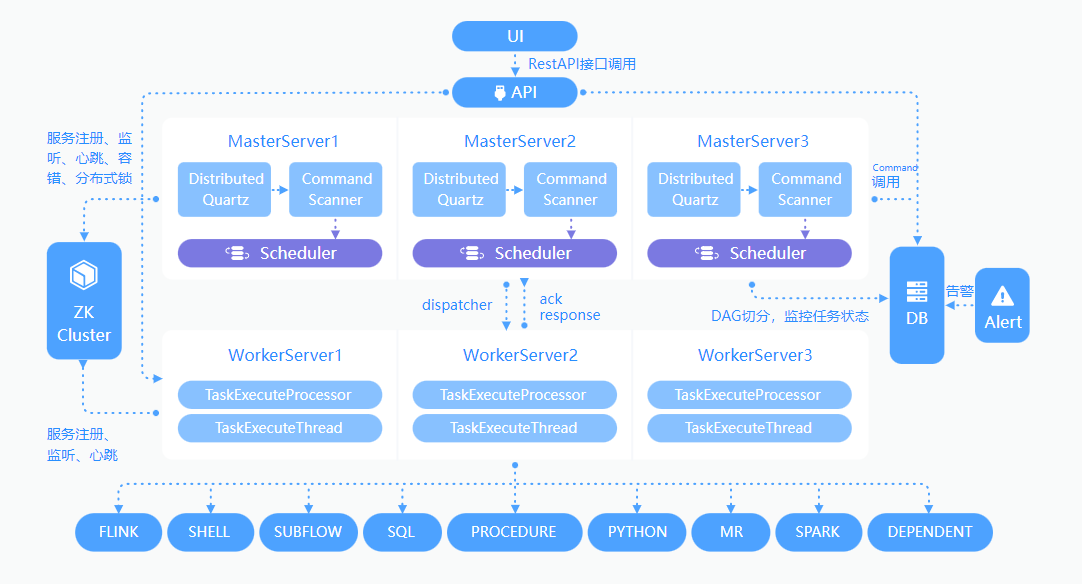 UI
RestAPI接口调用
API
服务注册、监
听、心跳、容
错、分布式锁
MasterServer1
MasterServer2
MasterServer3
Distributed
Quartz
Command
Scanner
Distributed
Quartz
Command
Scanner
Distributed
Quartz
Command
Scanner
Command
调用
Scheduler
Scheduler
Scheduler
ZK
Cluster
dispatcher
ack
response
DAG切分，监控任务状态
DB
告警
Alert
WorkerServer1
WorkerServer2
WorkerServer3
TaskExecuteProcessor
TaskExecuteProcessor
TaskExecuteProcessor
TaskExecuteThread
TaskExecuteThread
TaskExecuteThread
服务注册、
监听、心跳
FLINK
SHELL
SUBFLOW
SQL
PROCEDURE
PYTHON
MR
SPARK
DEPENDENT